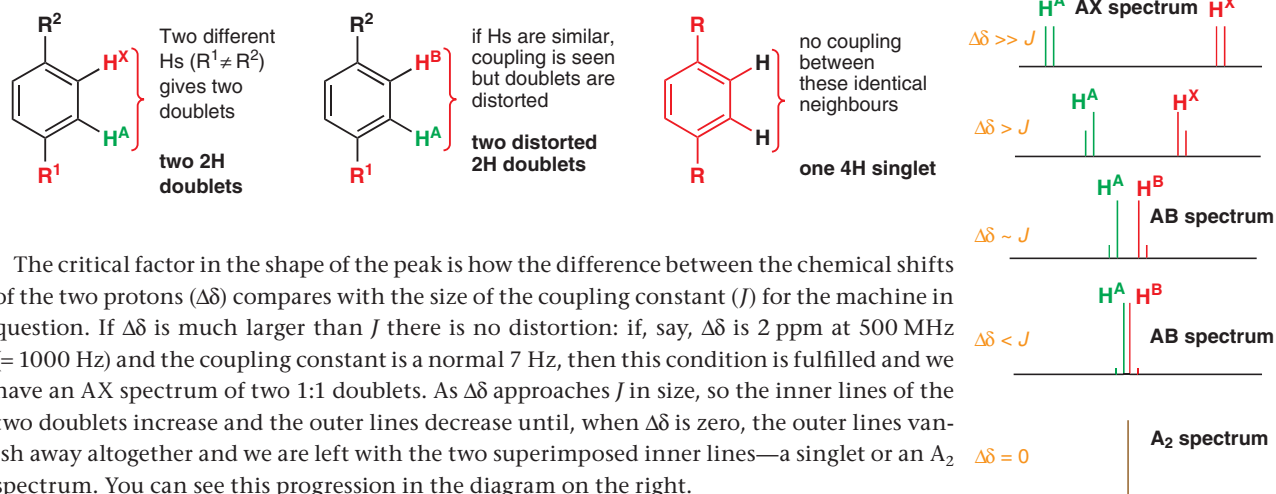 R²
H^X
H^A
R¹
Two different
Hs (R¹ ≠ R²)
gives two
doublets
two 2H
doublets
R²
H^B
H^A
R¹
if Hs are similar,
coupling is seen
but doublets are
distorted
two distorted
2H doublets
R
H
H
R
no coupling
between
these identical
neighbours
one 4H singlet
H^A AX spectrum H^X
Δδ >> J
H^A H^X
Δδ > J
H^A H^B
AB spectrum
Δδ ~ J
H^A H^B
AB spectrum
Δδ < J
A₂ spectrum
Δδ = 0
The critical factor in the shape of the peak is how the difference between the chemical shifts
of the two protons (Δδ) compares with the size of the coupling constant (J) for the machine in
question. If Δδ is much larger than J there is no distortion: if, say, Δδ is 2 ppm at 500 MHz
(= 1000 Hz) and the coupling constant is a normal 7 Hz, then this condition is fulfilled and we
have an AX spectrum of two 1:1 doublets. As Δδ approaches J in size, so the inner lines of the
two doublets increase and the outer lines decrease until, when Δδ is zero, the outer lines van-
ish away altogether and we are left with the two superimposed inner lines—a singlet or an A₂
spectrum. You can see this progression in the diagram on the right.